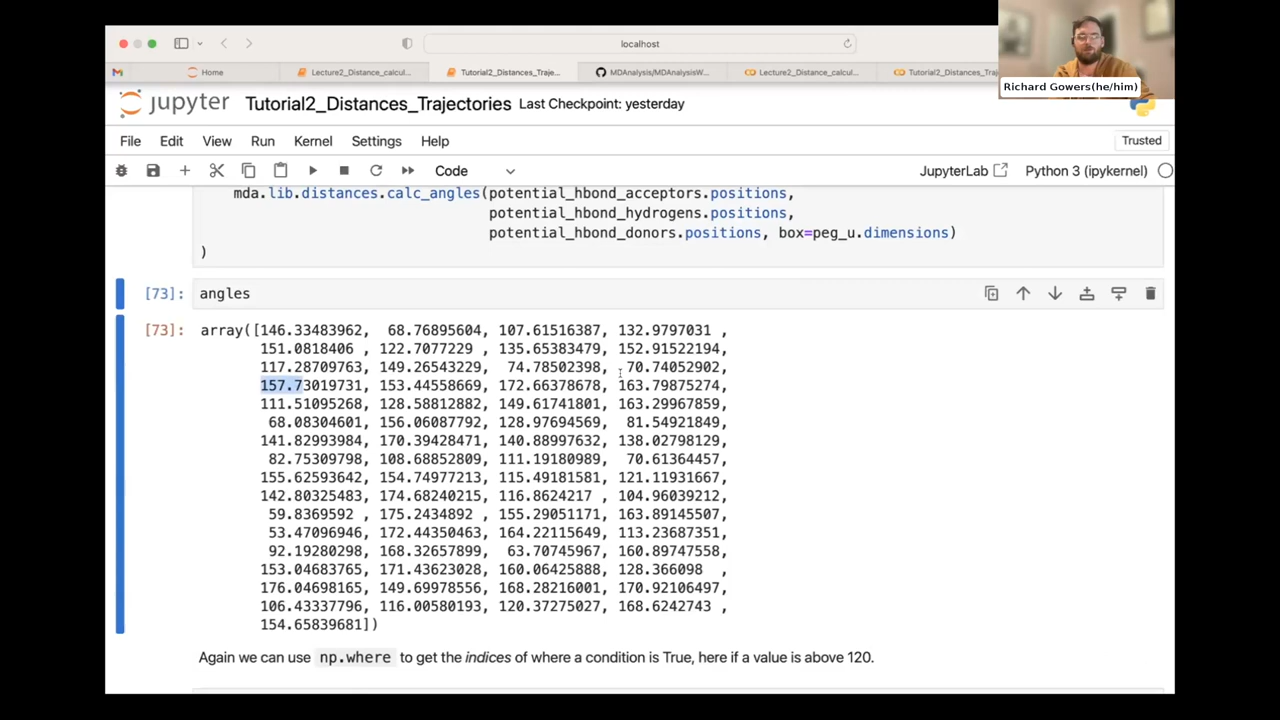 localhost
Home
Lecture2_Distance_calcul...
Tutorial2_Distances_Traje...
MDAnalysis/MDAnalysisW...
Lecture2_Distance_calcul...
Tutorial2_Distances_Traj
Richard Gowers(he/him)
jupyter Tutorial2_Distances_Trajectories Last Checkpoint: yesterday
File Edit View Run Kernel Settings Help
Trusted
Code
JupyterLab
Python 3 (ipykernel)
mda.lib.distances.calc_angles(potential_hbond_acceptors.positions,
potential_hbond_hydrogens.positions,
potential_hbond_donors.positions, box=peg_u.dimensions)
)
[73]: angles
[73]: array([146.33483962, 68.76895604, 107.61516387, 132.9797031 ,
151.0818406 , 122.7077229 , 135.65383479, 152.91522194,
117.28709763, 149.26543229, 74.78502398, 70.74052902,
157.73019731, 153.44558669, 172.66378678, 163.79875274,
111.51095268, 128.58812882, 149.61741801, 163.29967859,
68.08304601, 156.06087792, 128.97694569, 81.54921849,
141.82993984, 170.39428471, 140.88997632, 138.02798129,
82.75309798, 108.68852809, 111.19180989, 70.61364457,
155.62593642, 154.74977213, 115.49181581, 121.11931667,
142.80325483, 174.68240215, 116.8624217 , 104.96039212,
59.8369592 , 175.2434892 , 155.29051171, 163.89145507,
53.47096946, 172.44350463, 164.22115649, 113.23687351,
92.19280298, 168.32657899, 63.70745967, 160.89747558,
153.04683765, 171.43623028, 160.06425888, 128.366098 ,
176.04698165, 149.69978556, 168.28216001, 170.92106497,
106.43337796, 116.00580193, 120.37275027, 168.6242743 ,
154.65839681])
Again we can use np.where to get the indices of where a condition is True, here if a value is above 120.